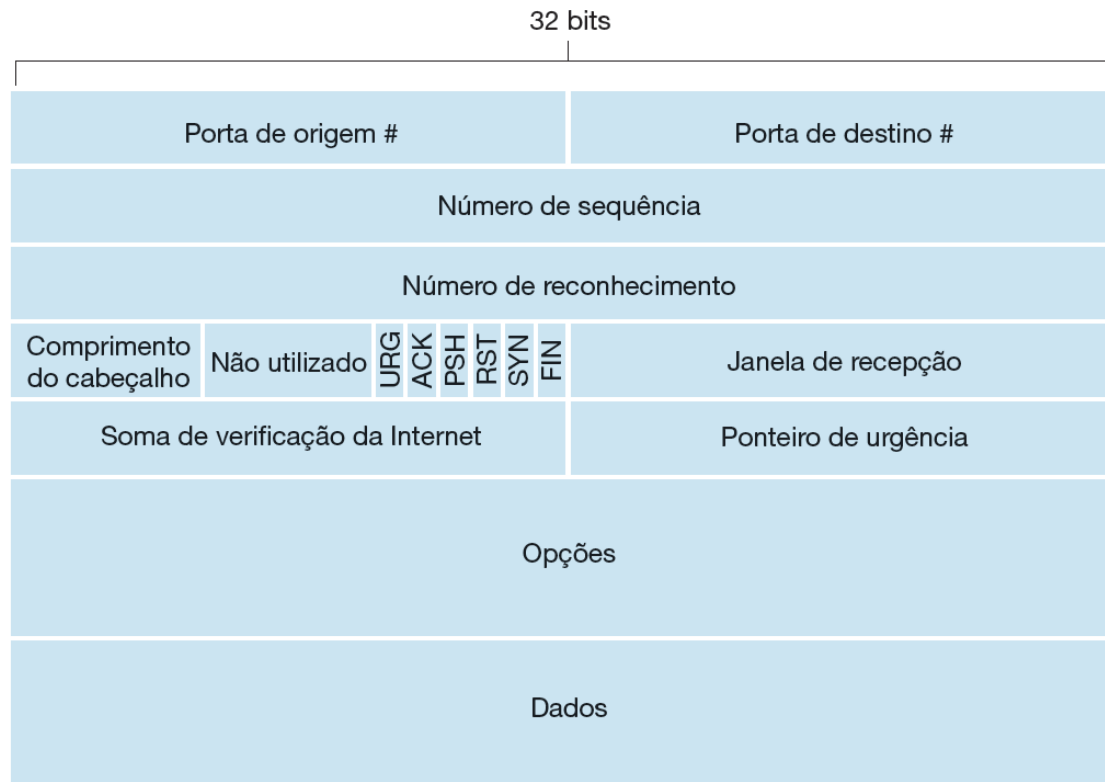 32 bits
Porta de origem #
Porta de destino #
Número de sequência
Número de reconhecimento
Comprimento
do cabeçalho
Não utilizado
URG
ACK
PSH
RST
SYN
FIN
Janela de recepção
Soma de verificação da Internet
Ponteiro de urgência
Opções
Dados